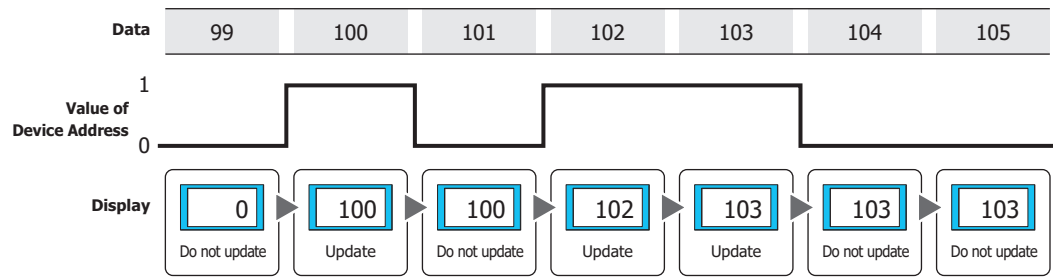 Data 99 100 101 102 103 104 105
1
Value of
Device Address
0
Display 0 100 100 102 103 103 103
Do not update Update Do not update Update Update Do not update Do not update